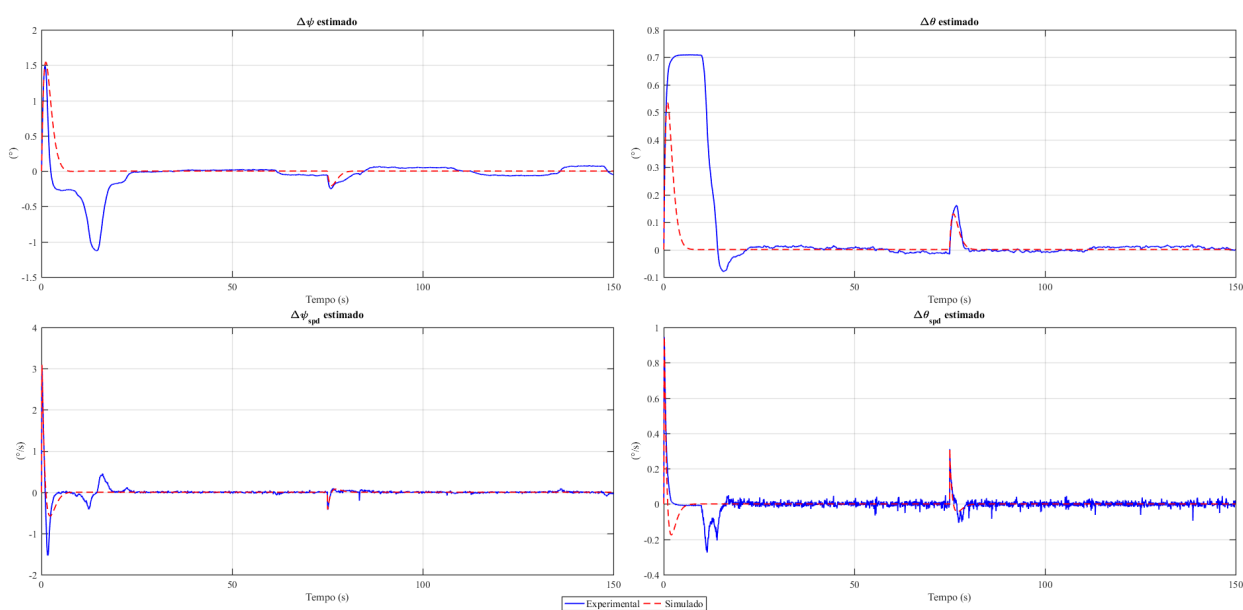 Δψ estimado
2
1.5
1
0.5
0
-0.5
-1
-1.5
(°)
0 50 100 150
Tempo (s)
Δθ estimado
0.8
0.7
0.6
0.5
0.4
0.3
0.2
0.1
0
-0.1
(°)
0 50 100 150
Tempo (s)
Δψspd estimado
4
3
2
1
0
-1
-2
(°/s)
0 50 100 150
Tempo (s)
Δθspd estimado
1
0.8
0.6
0.4
0.2
0
-0.2
-0.4
(°/s)
0 50 100 150
Tempo (s)
Experimental Simulado